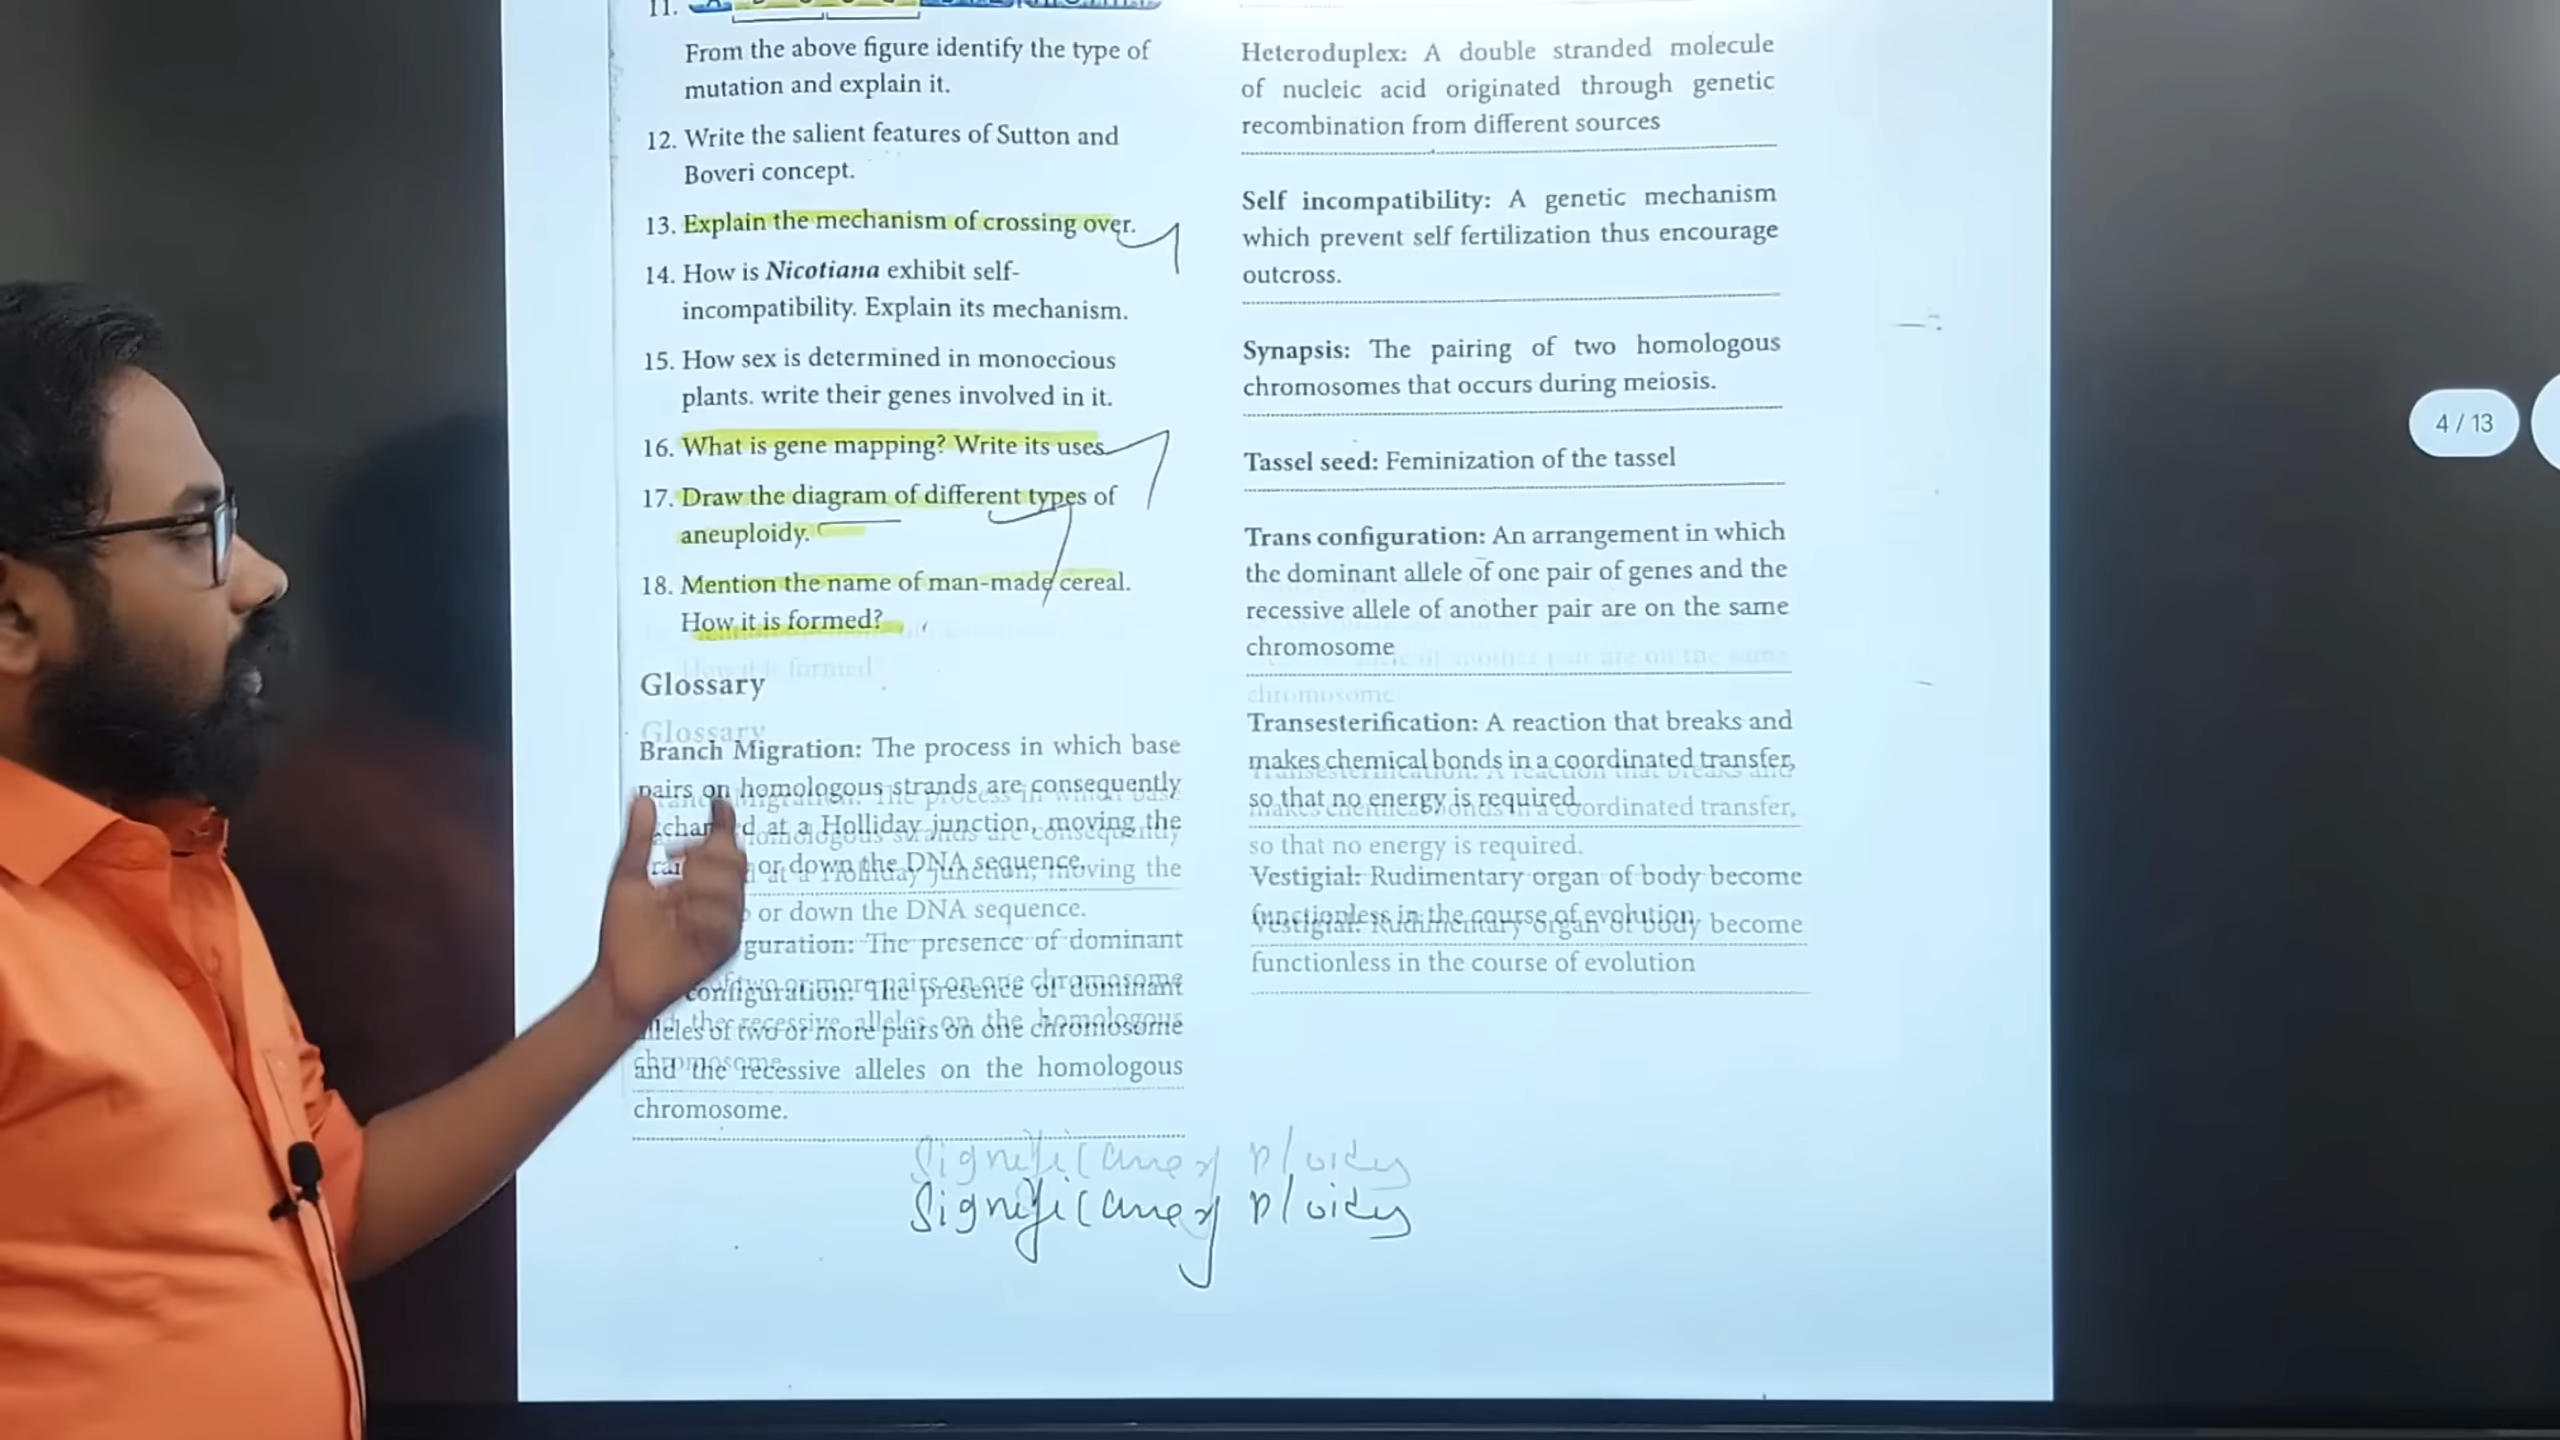 11.
From the above figure identify the type of
mutation and explain it.
12. Write the salient features of Sutton and
Boveri concept.
13. Explain the mechanism of crossing over.
14. How is Nicotiana exhibit self-
incompatibility. Explain its mechanism.
15. How sex is determined in monoecious
plants. write their genes involved in it.
16. What is gene mapping? Write its uses
17. Draw the diagram of different types of
aneuploidy.
18. Mention the name of man-made cereal.
How it is formed?
Glossary
Branch Migration: The process in which base
pairs on homologous strands are consequently
at a Holliday junction, moving the
or down the DNA sequence.
guration: The presence of dominant
alleles of two or more pairs on one chromosome
and the recessive alleles on the homologous
chromosome.
Heteroduplex: A double stranded molecule
of nucleic acid originated through genetic
recombination from different sources
Self incompatibility: A genetic mechanism
which prevent self fertilization thus encourage
outcross.
Synapsis: The pairing of two homologous
chromosomes that occurs during meiosis.
Tassel seed: Feminization of the tassel
Trans configuration: An arrangement in which
the dominant allele of one pair of genes and the
recessive allele of another pair are on the same
chromosome
Transesterification: A reaction that breaks and
makes chemical bonds in a coordinated transfer,
so that no energy is required.
Vestigial: Rudimentary organ of body become
functionless in the course of evolution
Significance of ploidy
4 / 13